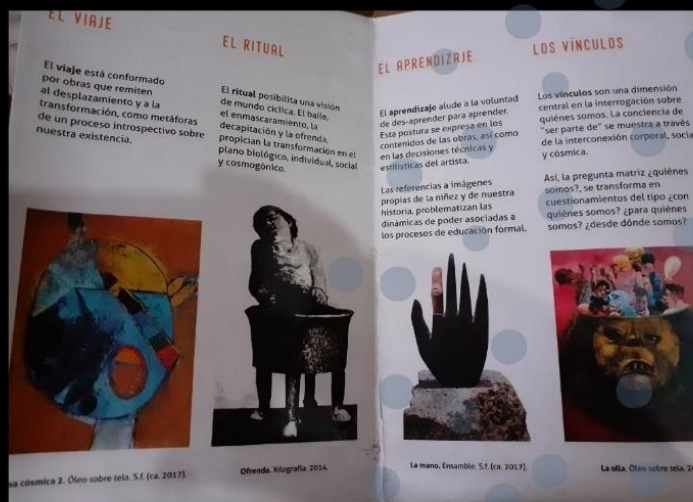 EL VIAJE
El viaje está conformado
por obras que remiten
al desplazamiento y a la
transformación, como metáforas
de un proceso introspectivo sobre
nuestra existencia.
EL RITUAL
El ritual posibilita una visión
de mundo cíclica. El baile,
el enmascaramiento, la
decapitación y la ofrenda,
propician la transformación en el
plano biológico, individual, social
y cosmogónico.
EL APRENDIZAJE
El aprendizaje alude a la voluntad
de des-aprender para aprender.
Esta postura se expresa en los
contenidos de las obras, así como
en las decisiones técnicas y
estilísticas del artista.
Las referencias a imágenes
propias de la niñez y de nuestra
historia, problematizan las
dinámicas de poder asociadas a
los procesos de educación formal.
LOS VÍNCULOS
Los vínculos son una dimensión
central en la interrogación sobre
quiénes somos. La conciencia de
"ser parte de" se muestra a través
de la interconexión corporal, socia
y cósmica.
Así, la pregunta matriz ¿quiénes
somos?, se transforma en
cuestionamientos del tipo ¿con
quiénes somos? ¿para quiénes
somos? ¿desde dónde somos?
cósmica 2. Óleo sobre tela. S.f. (ca. 2017).
Ofrenda. Xilografía. 2014.
La mano. Ensamble. S.f. (ca. 2017).
La olla. Óleo sobre tela.